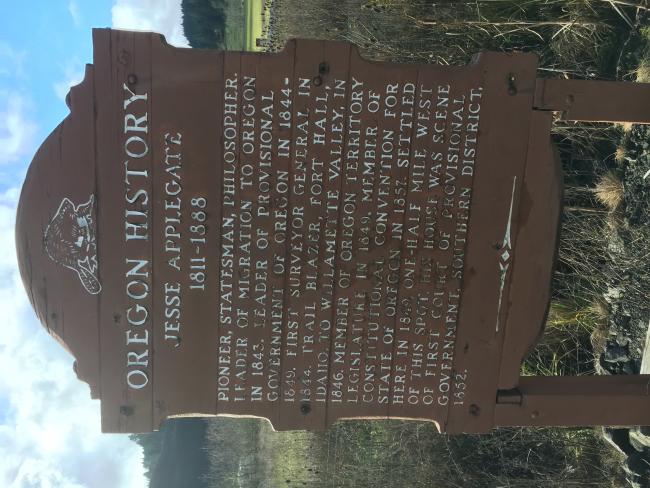 OREGON HISTORY
JESSE APPLEGATE
1811-1888
PIONEER, STATESMAN, PHILOSOPHER.
LEADER OF MIGRATION TO OREGON
IN 1843. LEADER OF PROVISIONAL
GOVERNMENT OF OREGON IN 1844-
1849. FIRST SURVEYOR GENERAL IN
1844. TRAIL BLAZER, FORT HALL,
IDAHO, TO WILLAMETTE VALLEY, IN
1846. MEMBER OF OREGON TERRITORY
LEGISLATURE IN 1849. MEMBER OF
CONSTITUTIONAL CONVENTION FOR
STATE OF OREGON, IN 1857. SETTLED
HERE IN 1849, ONE-HALF MILE WEST
OF THIS SPOT. HIS HOUSE WAS SCENE
OF FIRST COURT OF PROVISIONAL
GOVERNMENT, SOUTHERN DISTRICT,
1852.